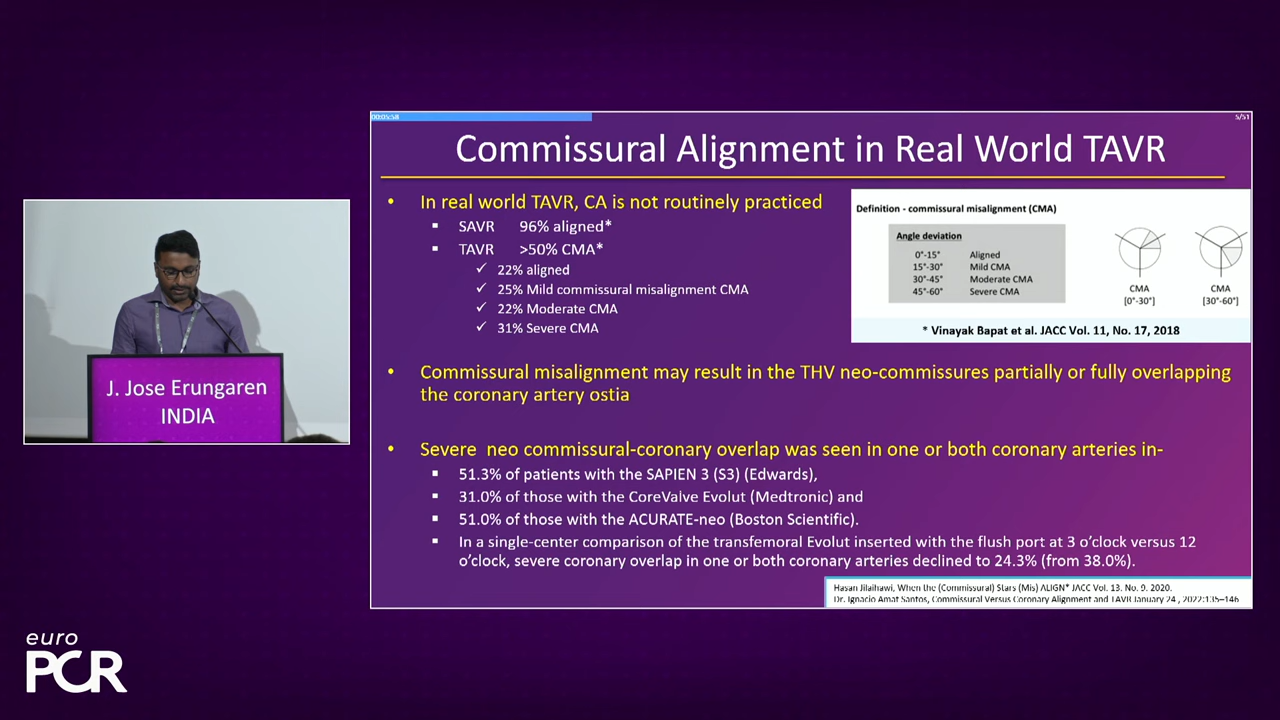 00:05:58
5/51
Commissural Alignment in Real World TAVR
• In real world TAVR, CA is not routinely practiced
▪ SAVR 96% aligned*
▪ TAVR >50% CMA*
✓ 22% aligned
✓ 25% Mild commissural misalignment CMA
✓ 22% Moderate CMA
✓ 31% Severe CMA
Definition - commissural misalignment (CMA)
Angle deviation
0°-15° Aligned
15°-30° Mild CMA
30°-45° Moderate CMA
45°-60° Severe CMA
CMA
[0°-30°]
CMA
[30°-60°]
* Vinayak Bapat et al. JACC Vol. 11, No. 17, 2018
• Commissural misalignment may result in the THV neo-commissures partially or fully overlapping
the coronary artery ostia
• Severe neo commissural-coronary overlap was seen in one or both coronary arteries in-
▪ 51.3% of patients with the SAPIEN 3 (S3) (Edwards),
▪ 31.0% of those with the CoreValve Evolut (Medtronic) and
▪ 51.0% of those with the ACURATE-neo (Boston Scientific).
▪ In a single-center comparison of the transfemoral Evolut inserted with the flush port at 3 o'clock versus 12
o'clock, severe coronary overlap in one or both coronary arteries declined to 24.3% (from 38.0%).
Hasan Jilaihawi, When the (Commissural) Stars (Mis) ALIGN* JACC Vol. 13. No. 9. 2020.
Dr. Ignacio Amat Santos, Commissural Versus Coronary Alignment and TAVR January 24 , 2022:135–146
J. Jose Erungaren
INDIA
euro
PCR